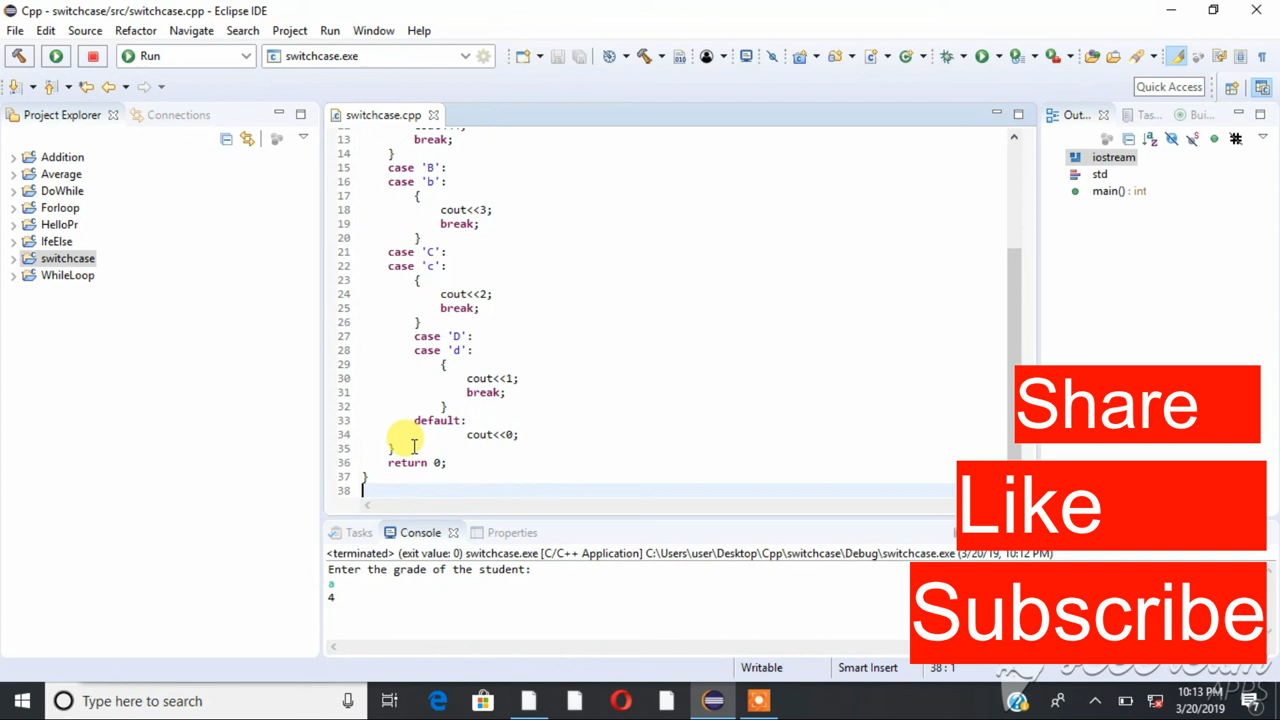 Cpp - switchcase/src/switchcase.cpp - Eclipse IDE
File Edit Source Refactor Navigate Search Project Run Window Help
Run switchcase.exe
Quick Access
Project Explorer Connections switchcase.cpp Out... Tas... Bui...
Addition
Average
DoWhile
Forloop
HelloPr
IfeElse
switchcase
WhileLoop
13 break;
14 }
15 case 'B':
16 case 'b':
17 {
18 cout<<3;
19 break;
20 }
21 case 'C':
22 case 'c':
23 {
24 cout<<2;
25 break;
26 }
27 case 'D':
28 case 'd':
29 {
30 cout<<1;
31 break;
32 }
33 default:
34 cout<<0;
35 }
36 return 0;
37 }
38
iostream
std
main() : int
Share
Like
Subscribe
Tasks Console Properties
<terminated> (exit value: 0) switchcase.exe [C/C++ Application] C:\Users\user\Desktop\Cpp\switchcase\Debug\switchcase.exe (3/20/19, 10:12 PM)
Enter the grade of the student:
a
4
Writable Smart Insert 38 : 1
APPS
Type here to search
10:13 PM
3/20/2019
7